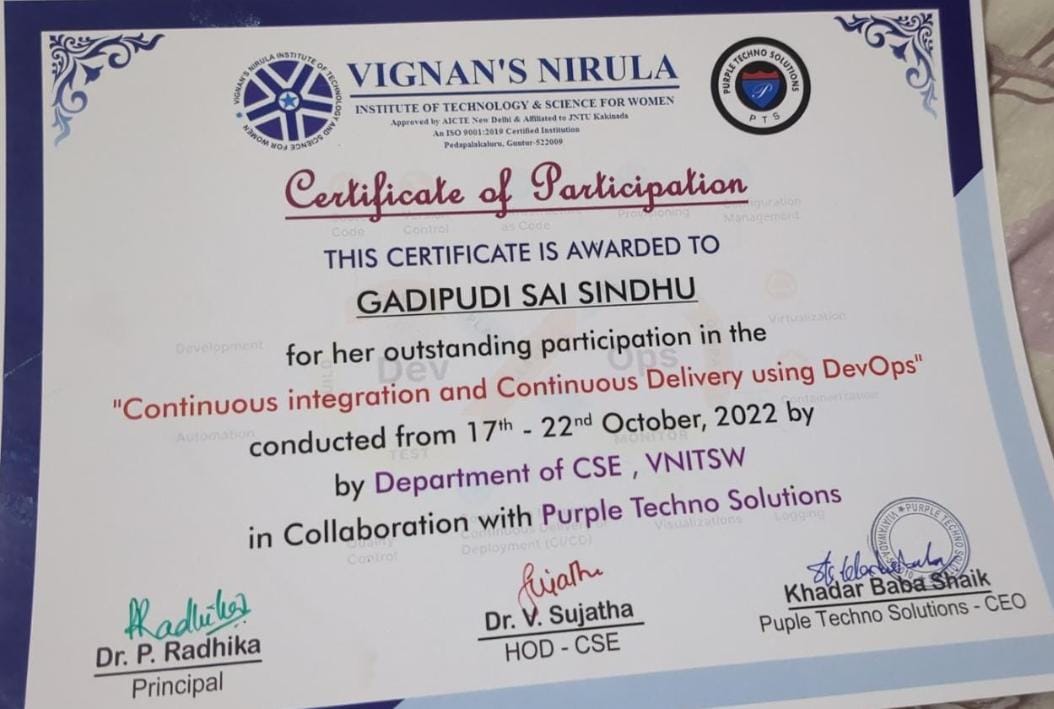 VIGNAN'S NIRULA INSTITUTE OF TECHNOLOGY AND SCIENCE FOR WOMEN
VIGNAN'S NIRULA
INSTITUTE OF TECHNOLOGY & SCIENCE FOR WOMEN
Approved by AICTE New Delhi & Affiliated to JNTU Kakinada
An ISO 9001:2019 Certified Institution
Pedapalakaluru, Guntur-522009
PURPLE TECHNO SOLUTIONS
P
PTS
Certificate of Participation
Code
Control
as Code
Provisioning
Configuration
Management
THIS CERTIFICATE IS AWARDED TO
GADIPUDI SAI SINDHU
Virtualization
Development
for her outstanding participation in the
Dev
Ops
"Continuous integration and Continuous Delivery using DevOps"
Containerization
Automation
conducted from 17th - 22nd October, 2022 by
TEST
MONITOR
by Department of CSE , VNITSW
in Collaboration with Purple Techno Solutions
Visualizations
Logging
Quality
Control
Deployment (CI/CD)
PURPLE TECHNO SOLUTIONS
Radhika
Sujatha
Dr. P. Radhika
Principal
Dr. V. Sujatha
HOD - CSE
Khadar Baba Shaik
Puple Techno Solutions - CEO